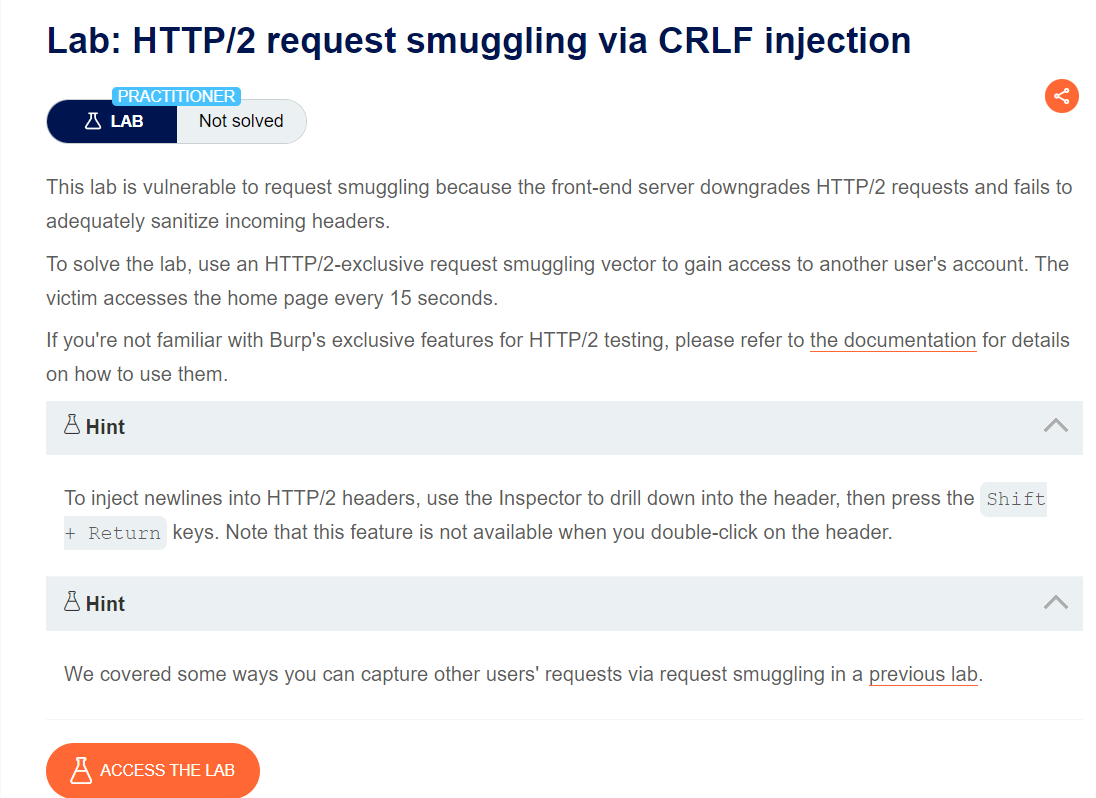 Lab: HTTP/2 request smuggling via CRLF injection
PRACTITIONER
LAB
Not solved
This lab is vulnerable to request smuggling because the front-end server downgrades HTTP/2 requests and fails to
adequately sanitize incoming headers.
To solve the lab, use an HTTP/2-exclusive request smuggling vector to gain access to another user's account. The
victim accesses the home page every 15 seconds.
If you're not familiar with Burp's exclusive features for HTTP/2 testing, please refer to the documentation for details
on how to use them.
Hint
To inject newlines into HTTP/2 headers, use the Inspector to drill down into the header, then press the Shift
+ Return keys. Note that this feature is not available when you double-click on the header.
Hint
We covered some ways you can capture other users' requests via request smuggling in a previous lab.
ACCESS THE LAB